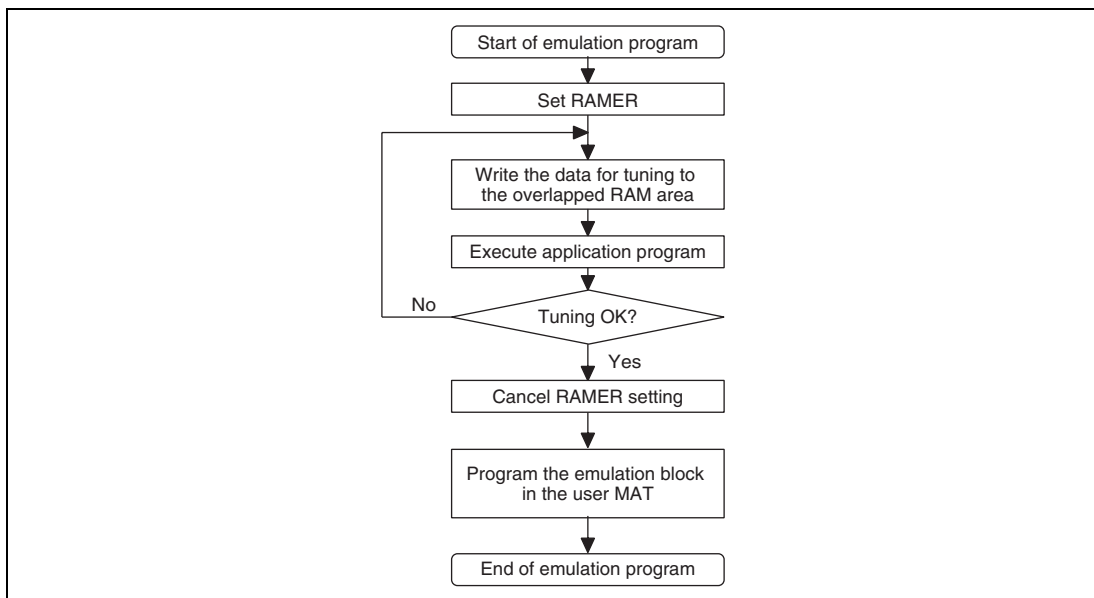 Start of emulation program
Set RAMER
Write the data for tuning to
the overlapped RAM area
Execute application program
No
Tuning OK?
Yes
Cancel RAMER setting
Program the emulation block
in the user MAT
End of emulation program